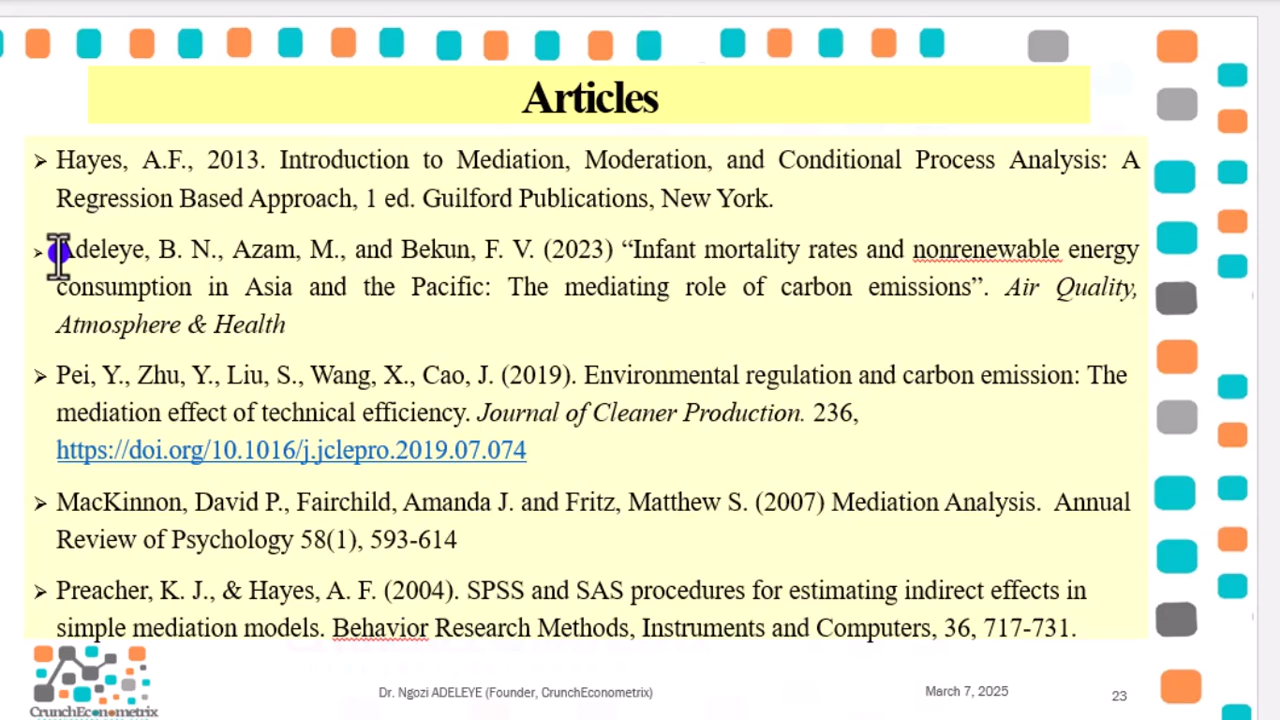 Articles
➢ Hayes, A.F., 2013. Introduction to Mediation, Moderation, and Conditional Process Analysis: A
Regression Based Approach, 1 ed. Guilford Publications, New York.
➢ Adeleye, B. N., Azam, M., and Bekun, F. V. (2023) “Infant mortality rates and nonrenewable energy
consumption in Asia and the Pacific: The mediating role of carbon emissions”. Air Quality,
Atmosphere & Health
➢ Pei, Y., Zhu, Y., Liu, S., Wang, X., Cao, J. (2019). Environmental regulation and carbon emission: The
mediation effect of technical efficiency. Journal of Cleaner Production. 236,
https://doi.org/10.1016/j.jclepro.2019.07.074
➢ MacKinnon, David P., Fairchild, Amanda J. and Fritz, Matthew S. (2007) Mediation Analysis. Annual
Review of Psychology 58(1), 593-614
➢ Preacher, K. J., & Hayes, A. F. (2004). SPSS and SAS procedures for estimating indirect effects in
simple mediation models. Behavior Research Methods, Instruments and Computers, 36, 717-731.
CrunchEconometrix
Dr. Ngozi ADELEYE (Founder, CrunchEconometrix)
March 7, 2025
23